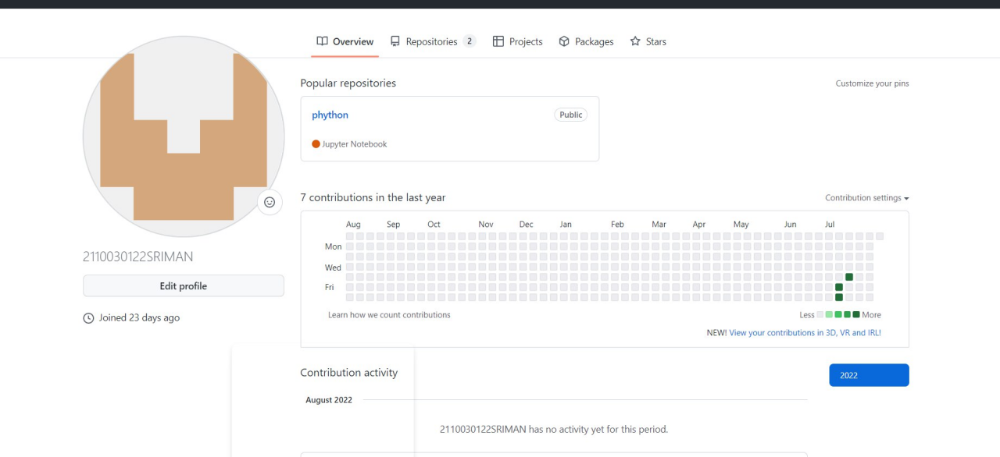 Overview Repositories 2 Projects Packages Stars
Popular repositories
Customize your pins
phython Public
Jupyter Notebook
7 contributions in the last year
Contribution settings
Aug Sep Oct Nov Dec Jan Feb Mar Apr May Jun Jul
Mon
Wed
Fri
Learn how we count contributions
Less More
NEW! View your contributions in 3D, VR and IRL!
2110030122SRIMAN
Edit profile
Joined 23 days ago
Contribution activity
2022
August 2022
2110030122SRIMAN has no activity yet for this period.